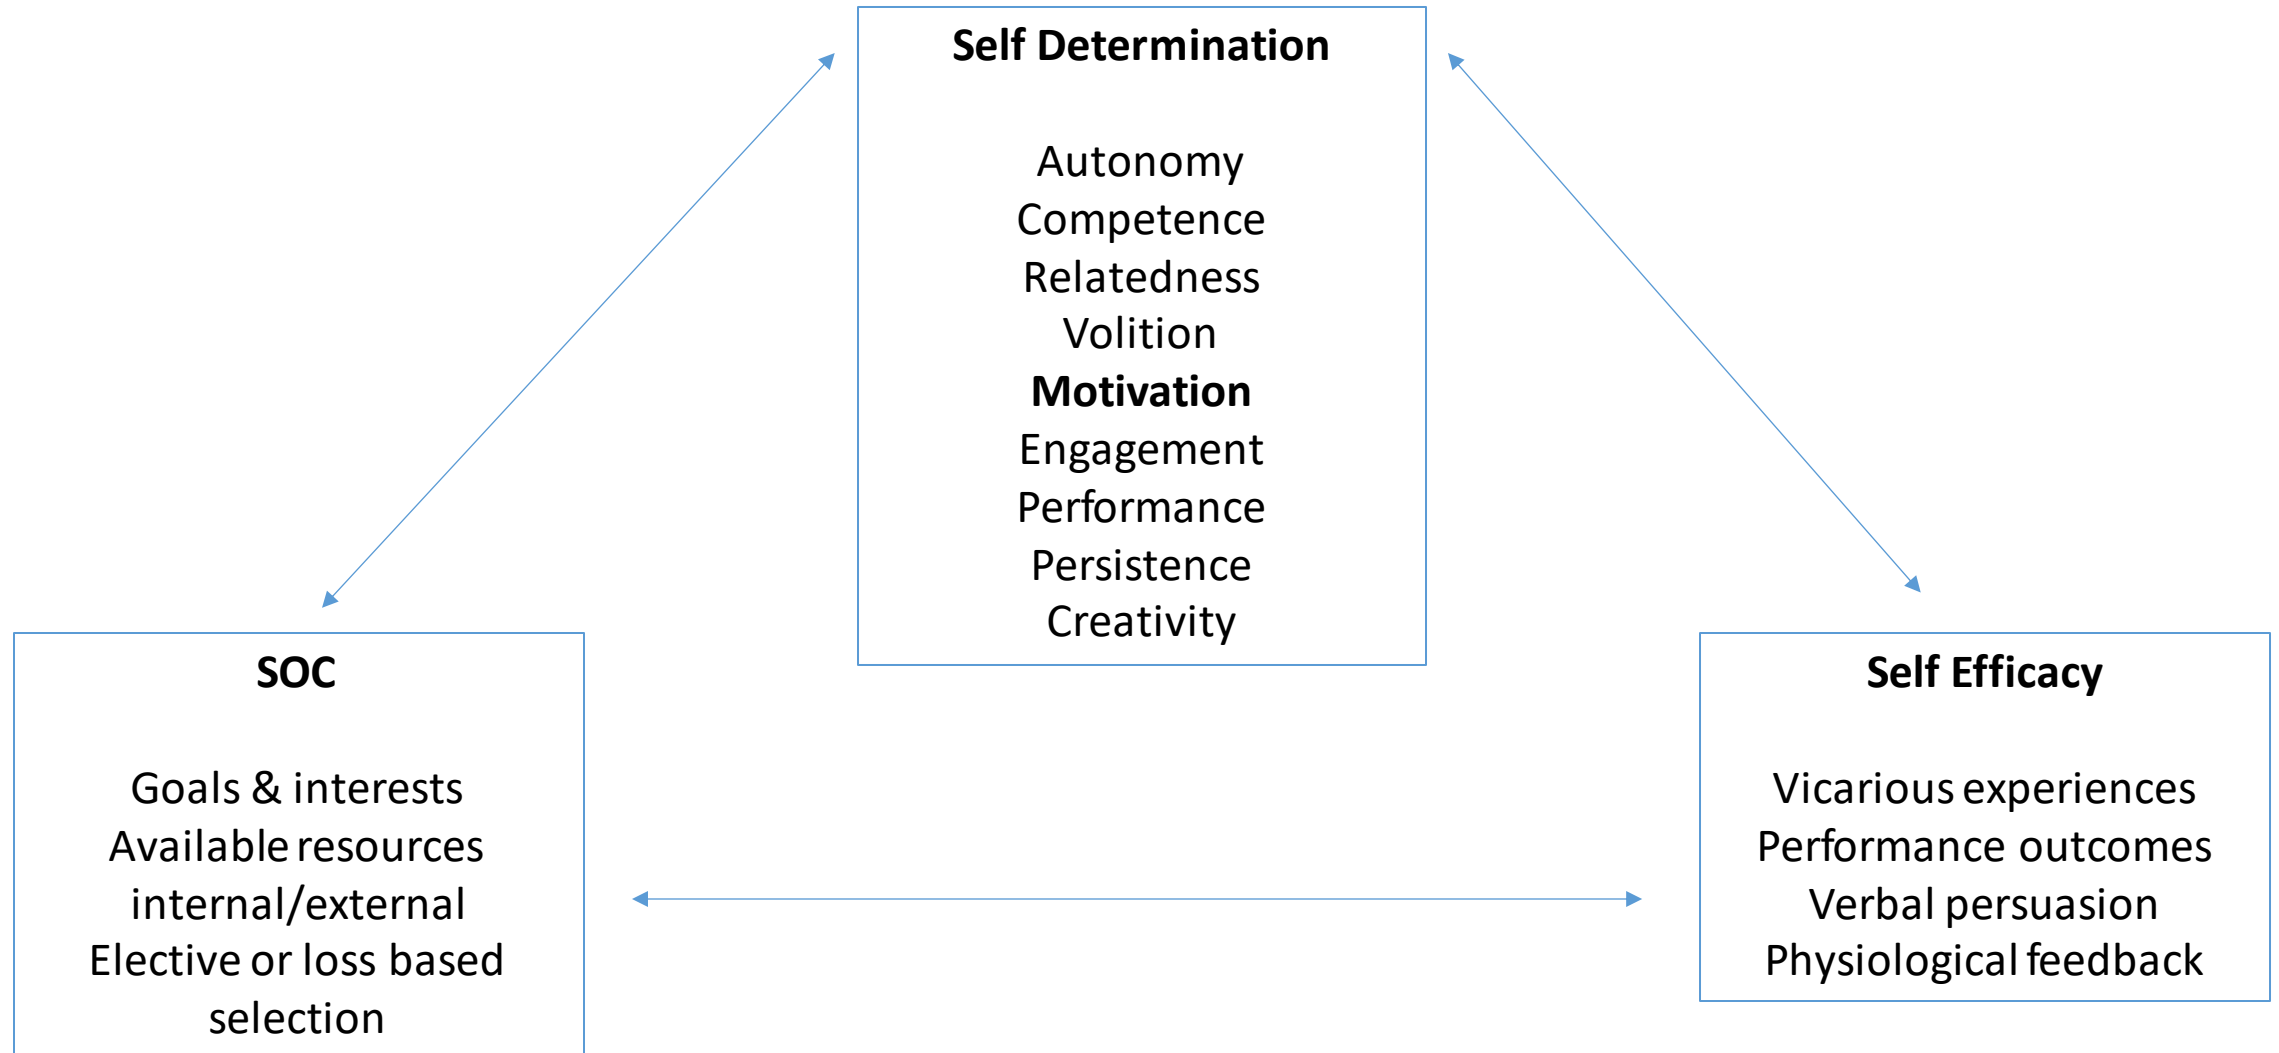 Self Determination
Autonomy
Competence
Relatedness
Volition
Motivation
Engagement
Performance
Persistence
Creativity
SOC
Goals & interests
Available resources
internal/external
Elective or loss based
selection
Self Efficacy
Vicarious experiences
Performance outcomes
Verbal persuasion
Physiological feedback